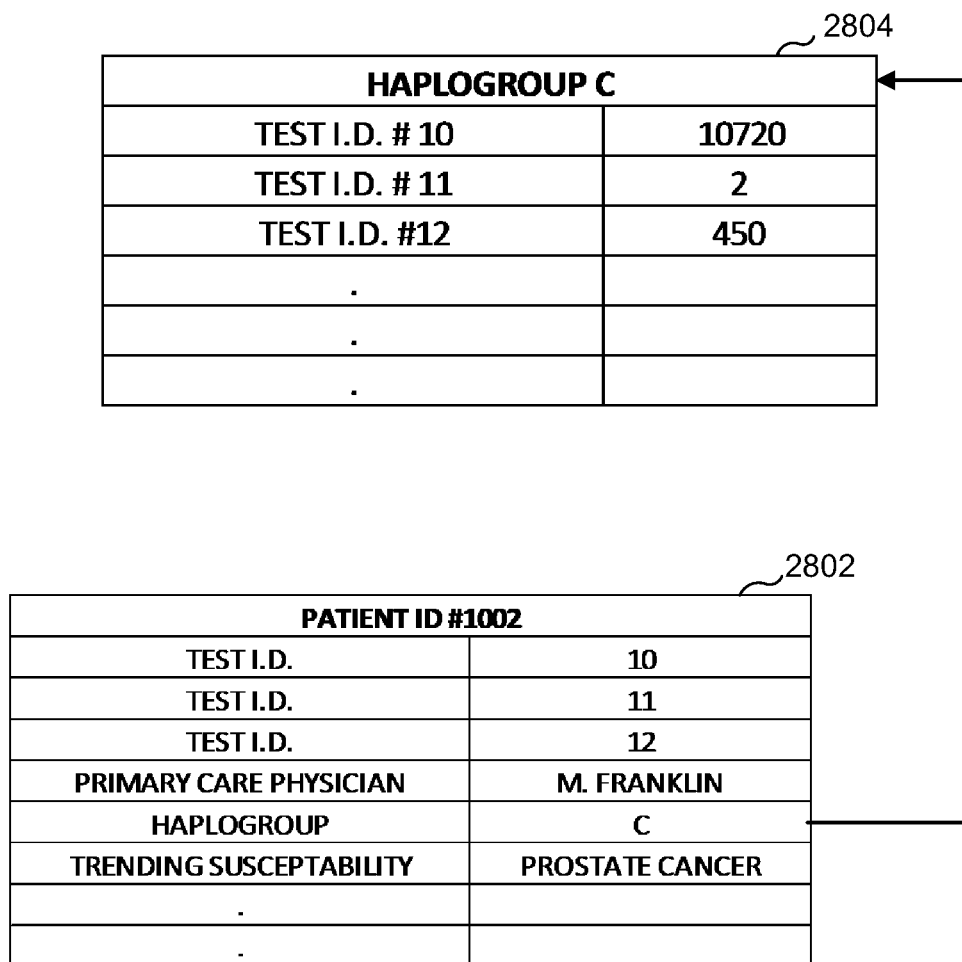 2804
HAPLOGROUP C
TEST I.D. # 10 10720
TEST I.D. # 11 2
TEST I.D. #12 450
.
.
.
2802
PATIENT ID #1002
TEST I.D. 10
TEST I.D. 11
TEST I.D. 12
PRIMARY CARE PHYSICIAN M. FRANKLIN
HAPLOGROUP C
TRENDING SUSCEPTABILITY PROSTATE CANCER
.
.